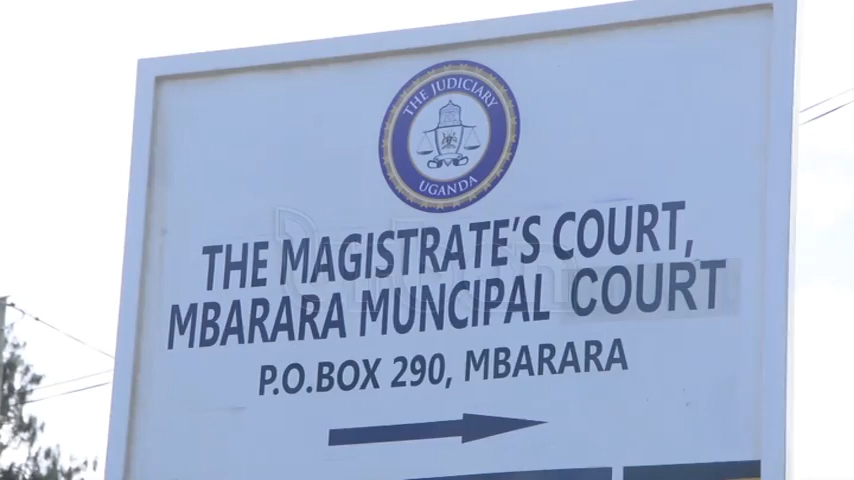 THE JUDICIARY
UGANDA
THE MAGISTRATE'S COURT,
MBARARA MUNCIPAL COURT
P.O.BOX 290, MBARARA